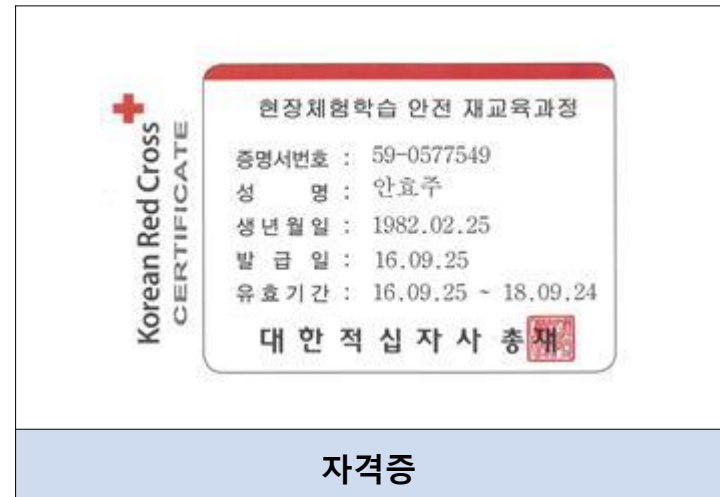 Korean Red Cross
CERTIFICATE
현장체험학습 안전 재교육과정
증명서번호 : 59-0577549
성 명 : 안효주
생년월일 : 1982.02.25
발 급 일 : 16.09.25
유효기간 : 16.09.25 ~ 18.09.24
대한적십자사총재
자격증